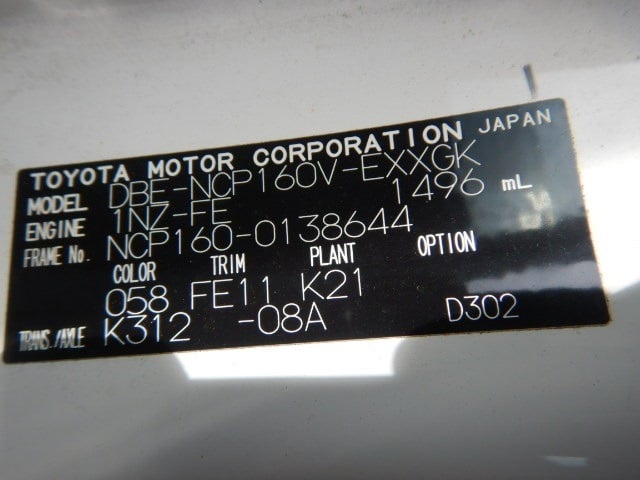 TOYOTA MOTOR CORPORATION JAPAN
MODEL DBE-NCP160V-EXXGK
ENGINE 1NZ-FE 1496 mL
FRAME No. NCP160-0138644
COLOR TRIM PLANT OPTION
058 FE11 K21
TRANS./AXLE K312 -08A D302